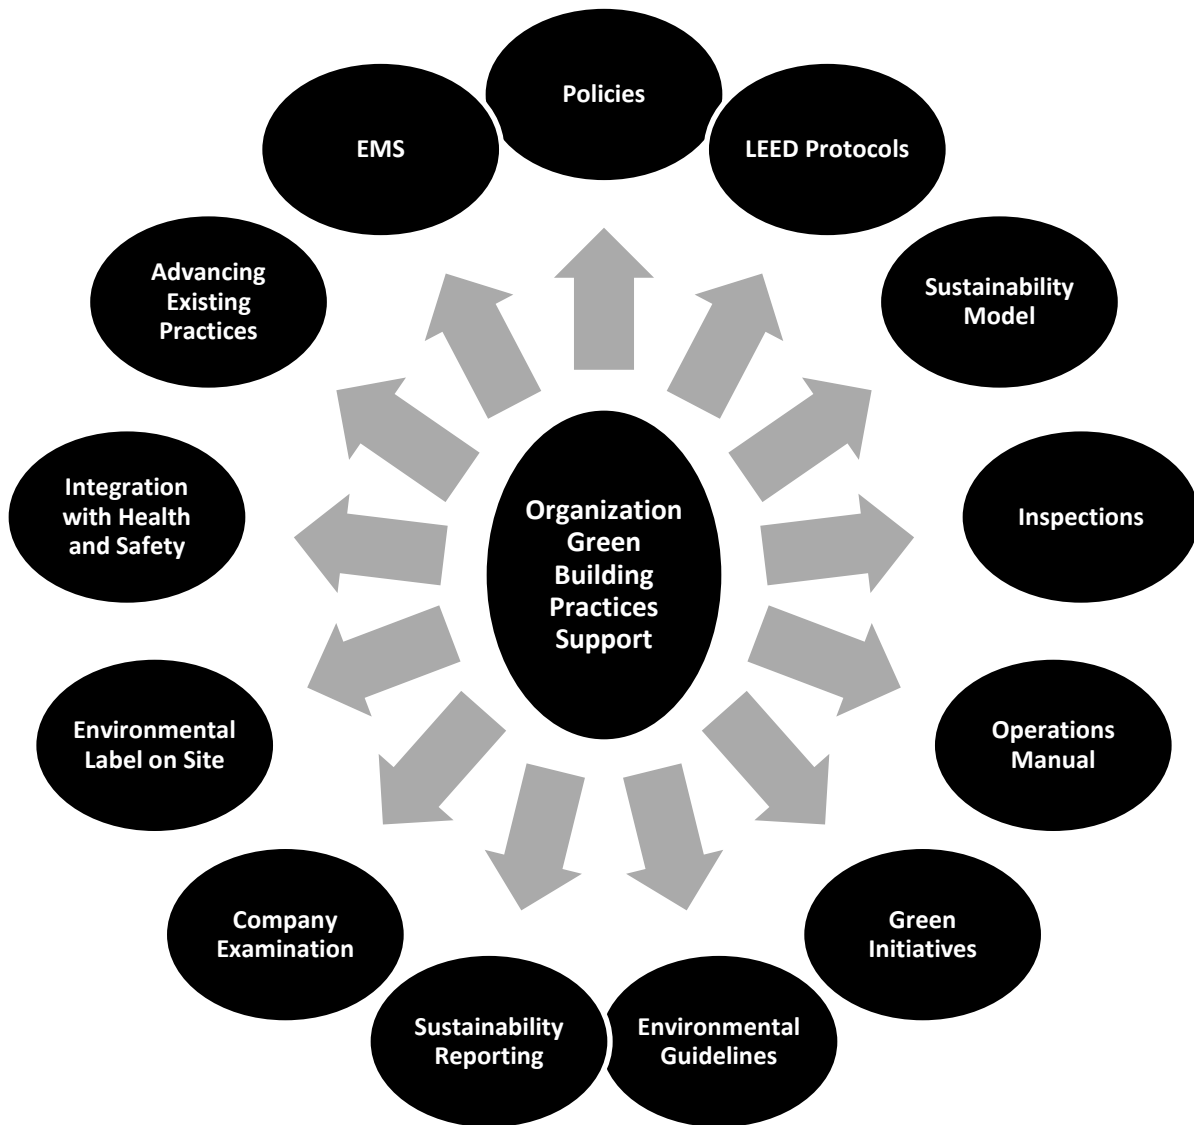 Policies
LEED Protocols
Sustainability
Model
Inspections
Operations
Manual
Green
Initiatives
Environmental
Guidelines
Sustainability
Reporting
Company
Examination
Environmental
Label on Site
Integration
with Health
and Safety
Advancing
Existing
Practices
EMS
Organization
Green
Building
Practices
Support